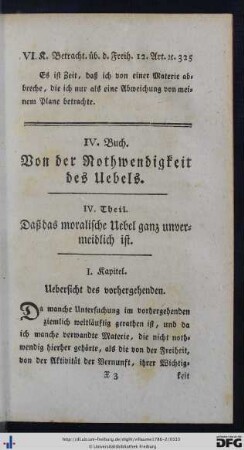 VI. K. Betracht. üb. d. Freih. 12. Art. ꝛc. 325
Es ist Zeit, daß ich von einer Materie ab-
breche, die ich nur als eine Abweichung von mei-
nem Plane betrachte.
IV. Buch.
Von der Nothwendigkeit
des Uebels.
IV. Theil.
Daß das moralische Uebel ganz unver-
meidlich ist.
I. Kapitel.
Uebersicht des vorhergehenden.
Da manche Untersuchung im vorhergehenden
ziemlich weitläuftig gerathen ist, und da
ich manche verwandte Materie, die nicht noth-
wendig hierher gehörte, als die von der Freiheit,
von der Aktivität der Vernunft, ihrer Wichtig-
X 3 keit
© Universitätsbibliothek Freiburg
DFG